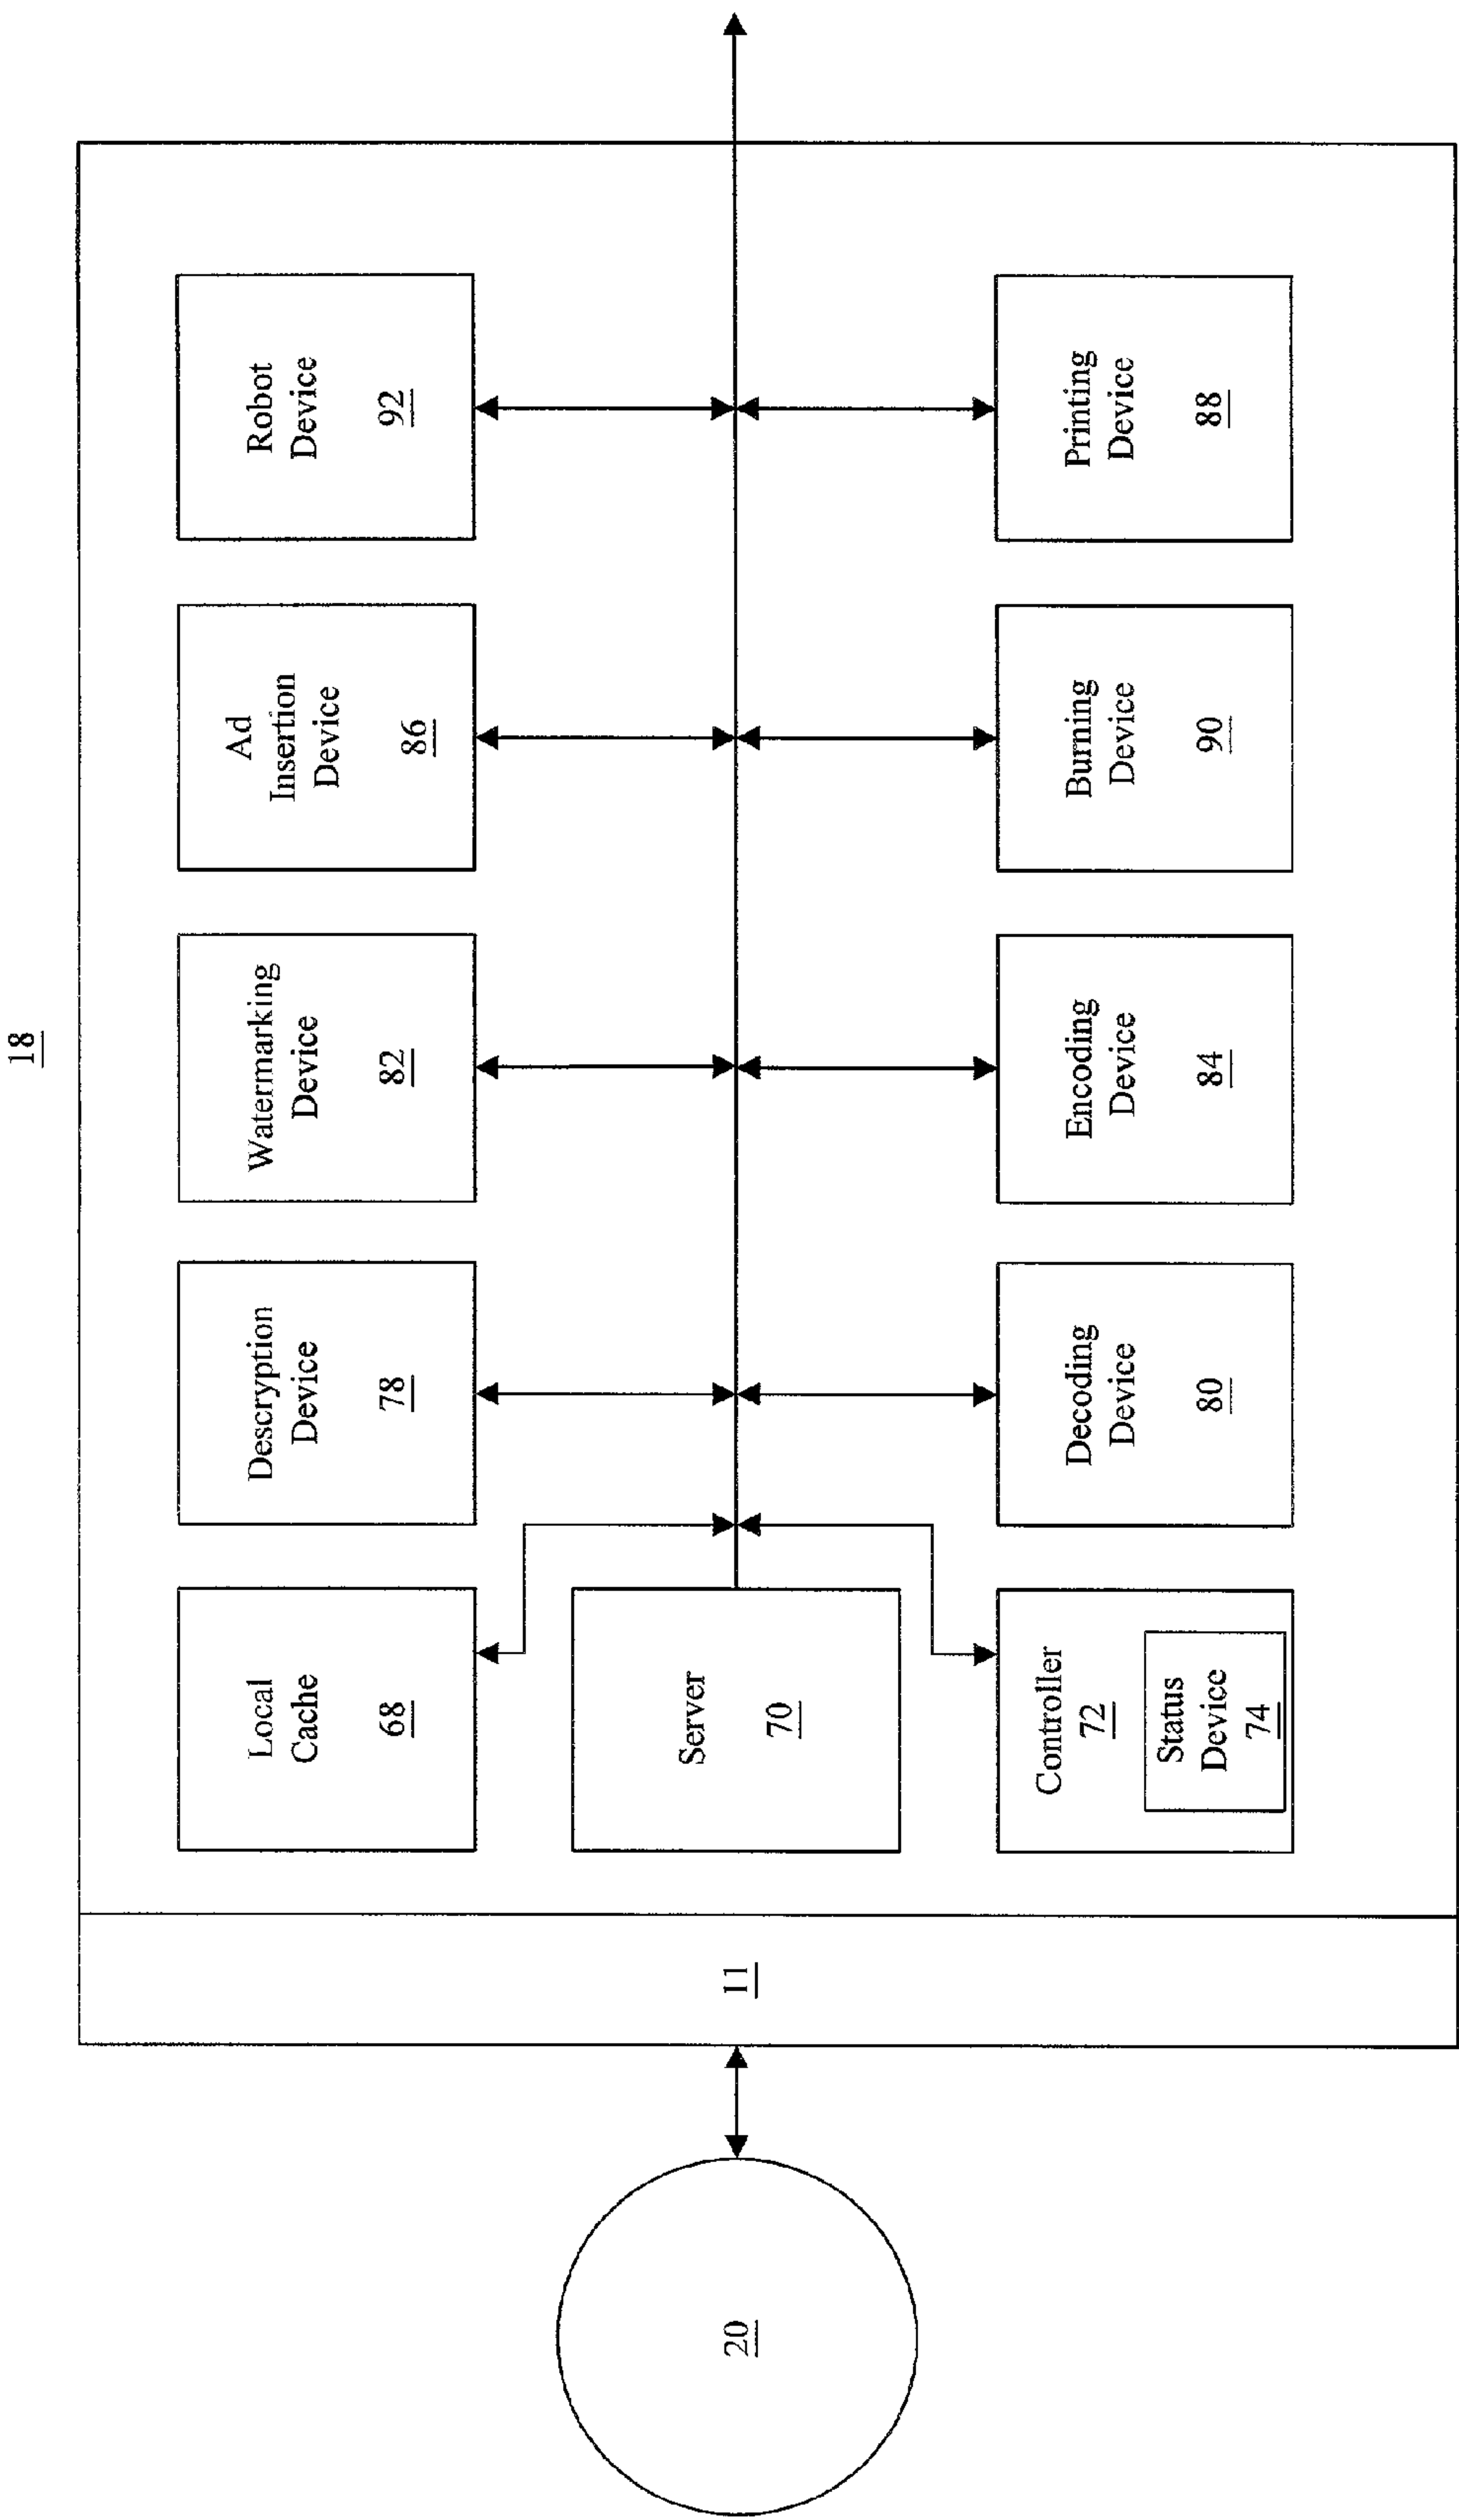 18
Local
Cache
68
Descryption
Device
78
Watermarking
Device
82
Ad
Insertion
Device
86
Robot
Device
92
20
11
Server
70
Controller
72
Status
Device
74
Decoding
Device
80
Encoding
Device
84
Burning
Device
90
Printing
Device
88